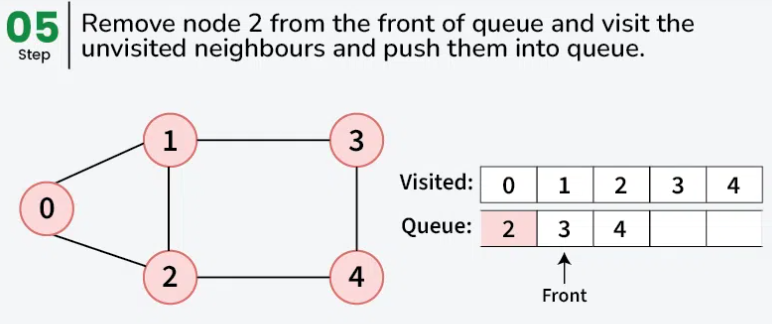 05
Step
Remove node 2 from the front of queue and visit the
unvisited neighbours and push them into queue.
1
3
0
2
4
Visited: 0 1 2 3 4
Queue: 2 3 4
Front